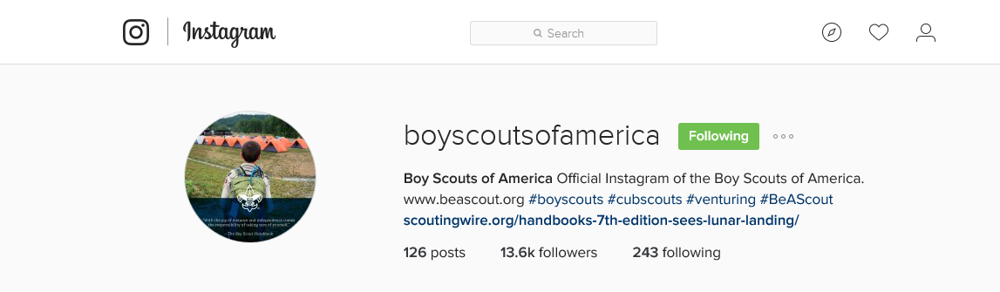 Instagram
Search
boyscoutsofamerica Following
Boy Scouts of America Official Instagram of the Boy Scouts of America.
www.beascout.org #boyscouts #cubscouts #venturing #BeAScout
scoutingwire.org/handbooks-7th-edition-sees-lunar-landing/
126 posts 13.6k followers 243 following
"With the joy of distance and independence comes
the responsibility of taking care of yourself."
– The Boy Scout Handbook